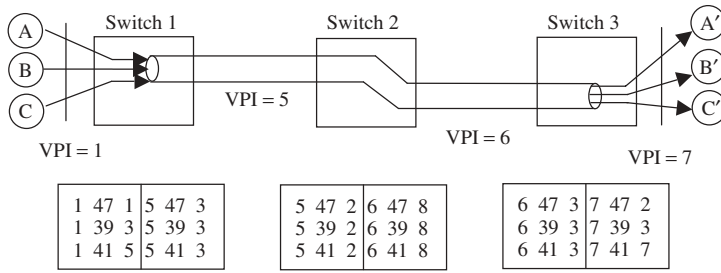 Switch 1 Switch 2 Switch 3
A A′
B B′
C C′
VPI = 5
VPI = 6
VPI = 1 VPI = 7
1 47 1 5 47 3
1 39 3 5 39 3
1 41 5 5 41 3
5 47 2 6 47 8
5 39 2 6 39 8
5 41 2 6 41 8
6 47 3 7 47 2
6 39 3 7 39 3
6 41 3 7 41 7